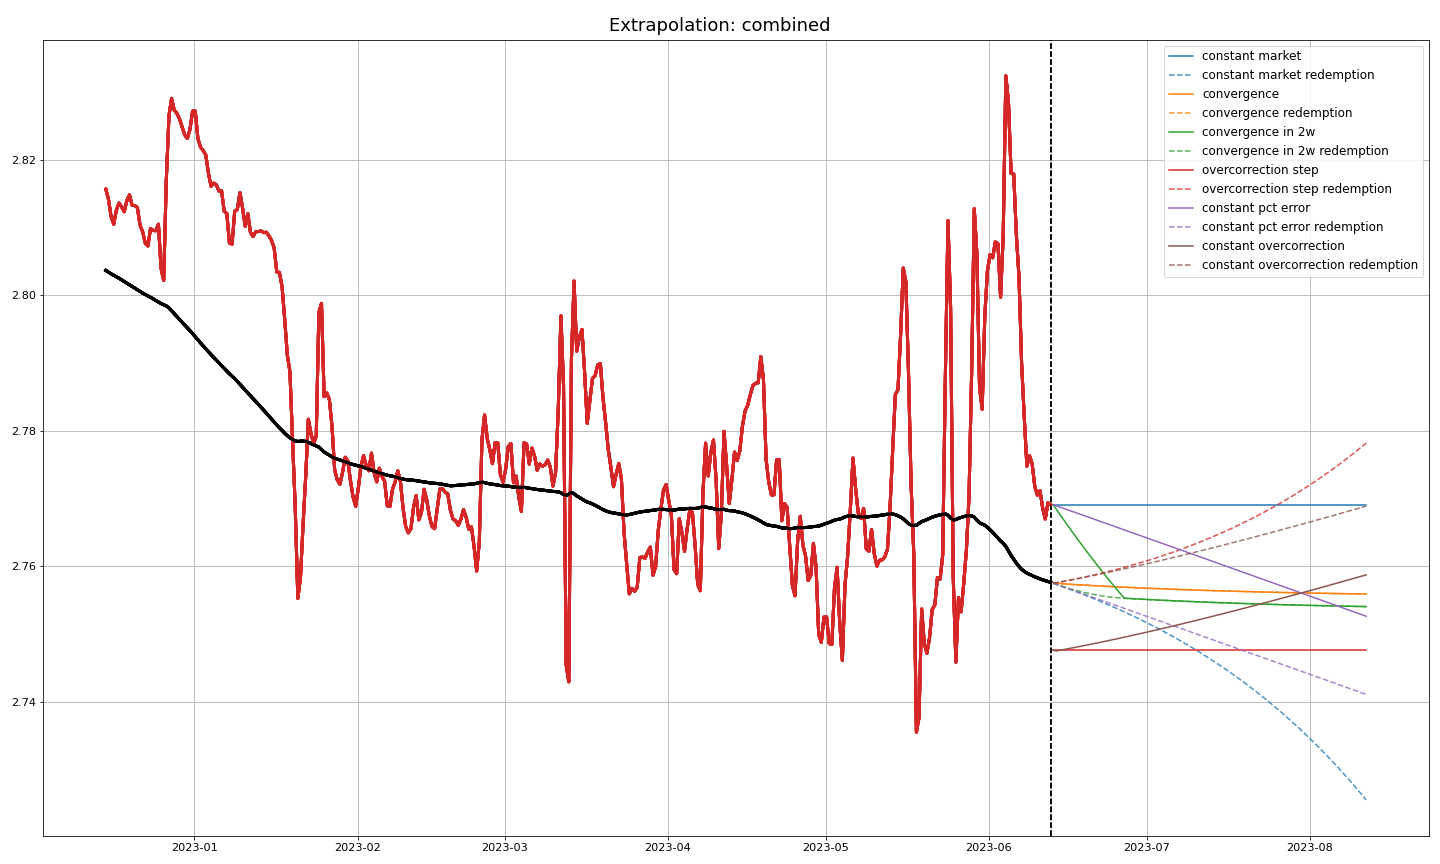 Extrapolation: combined
constant market
constant market redemption
convergence
convergence redemption
convergence in 2w
convergence in 2w redemption
overcorrection step
overcorrection step redemption
constant pct error
constant pct error redemption
constant overcorrection
constant overcorrection redemption
2.82
2.80
2.78
2.76
2.74
2023-01 2023-02 2023-03 2023-04 2023-05 2023-06 2023-07 2023-08